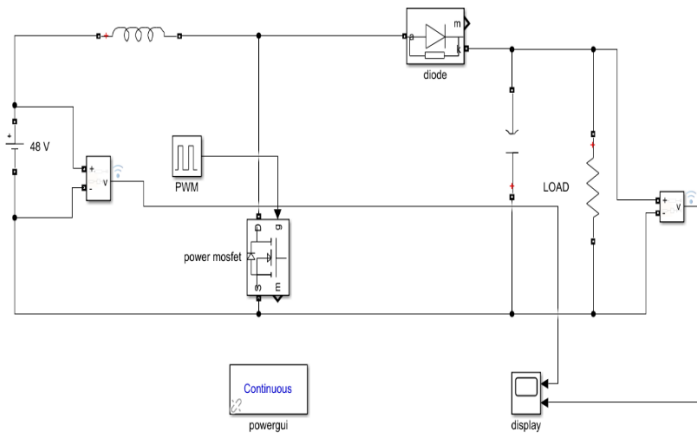 m
a
k
diode
+
48 V
+
-
v
PWM
LOAD
+
-
v
D
g
power mosfet
S
m
Continuous
powergui
display